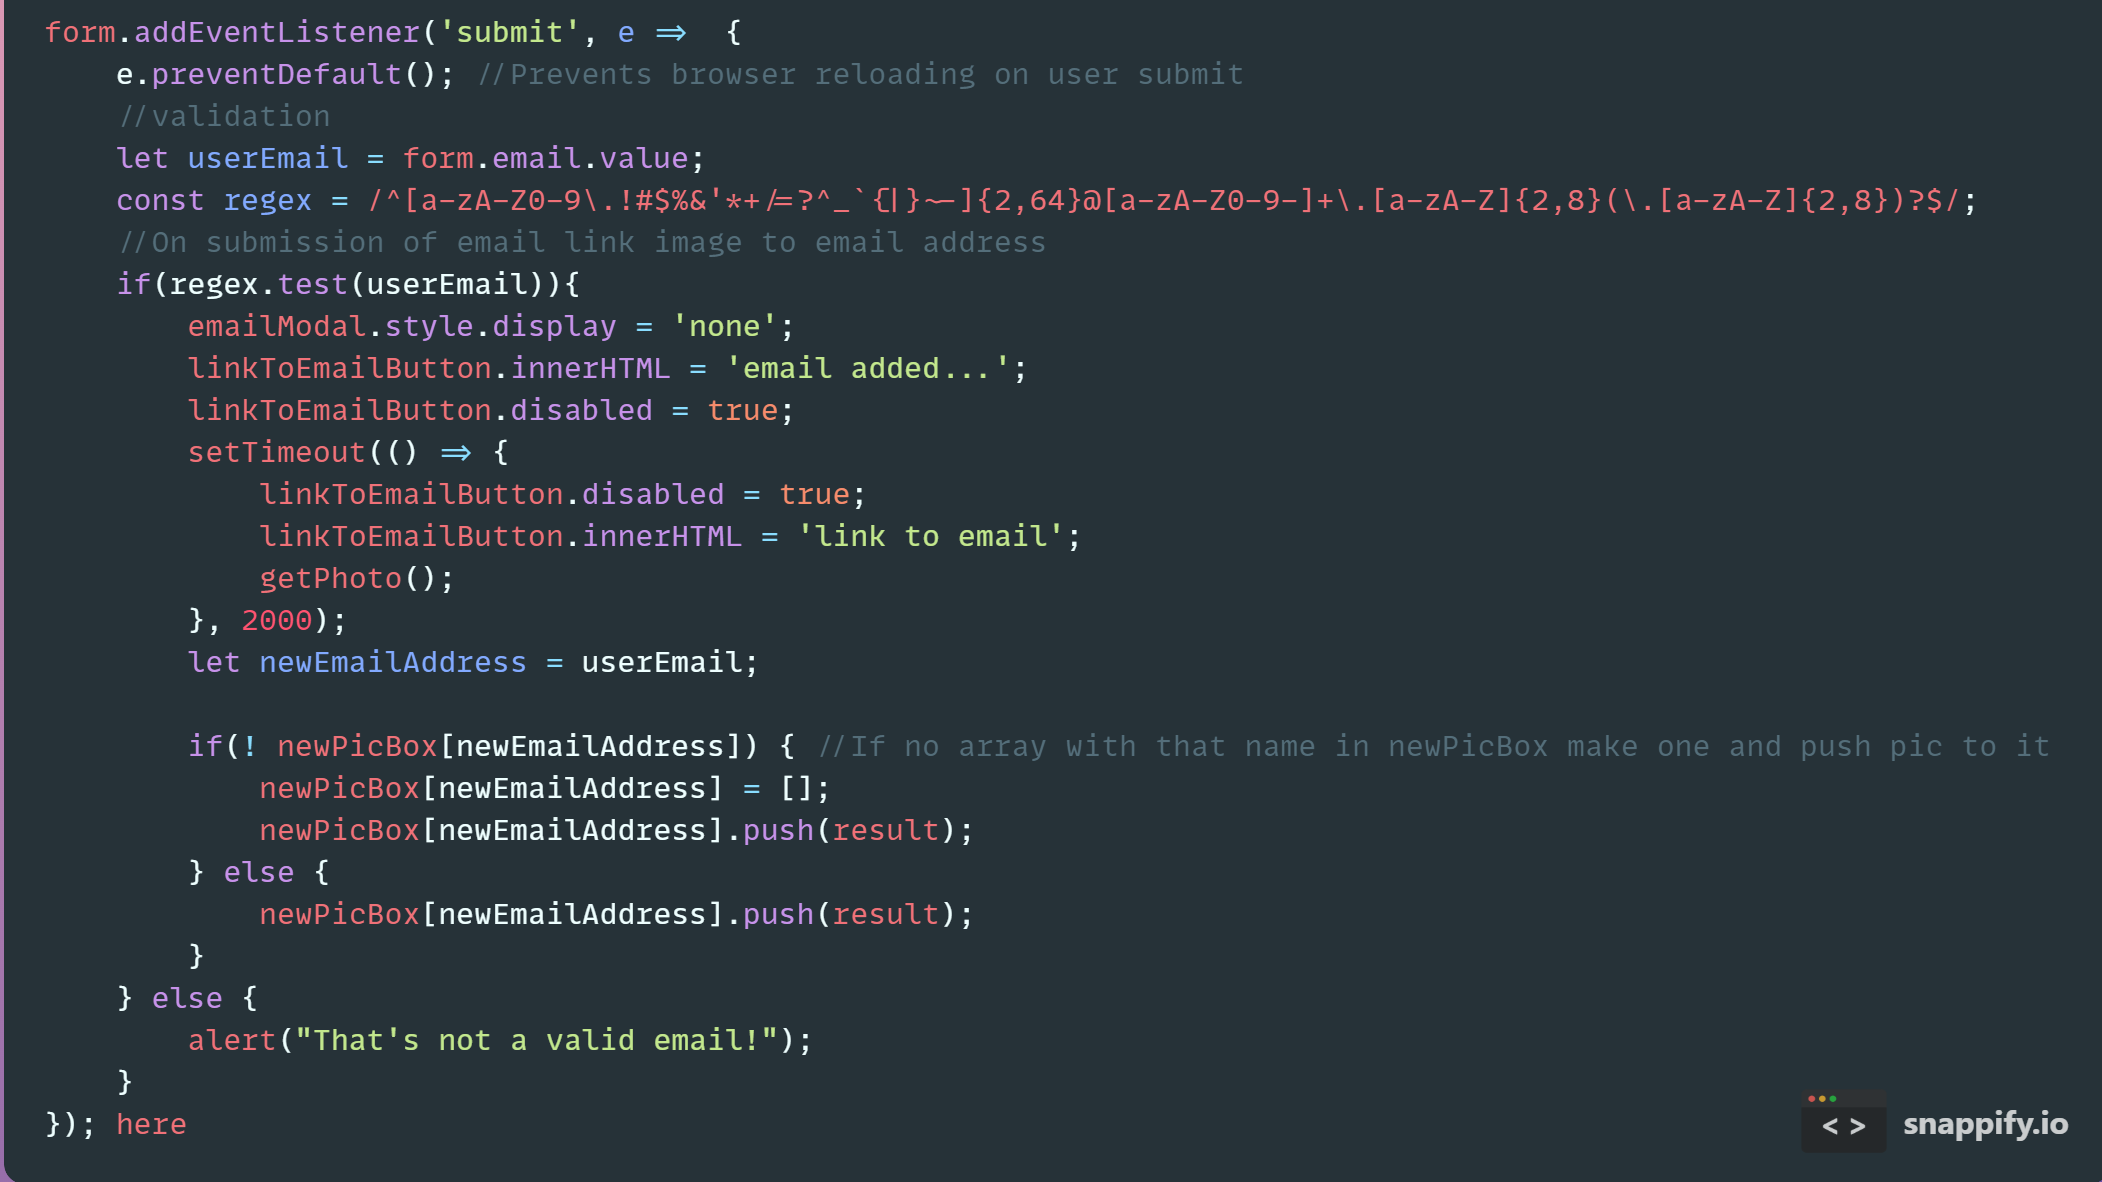 form.addEventListener('submit', e => {
    e.preventDefault(); //Prevents browser reloading on user submit
    //validation
    let userEmail = form.email.value;
    const regex = /^[a-zA-Z0-9\.!#$%&'*+/=?^_`{|}~-]{2,64}@[a-zA-Z0-9-]+\.[a-zA-Z]{2,8}(\.[a-zA-Z]{2,8})?$/;
    //On submission of email link image to email address
    if(regex.test(userEmail)){
        emailModal.style.display = 'none';
        linkToEmailButton.innerHTML = 'email added...';
        linkToEmailButton.disabled = true;
        setTimeout(() => {
            linkToEmailButton.disabled = true;
            linkToEmailButton.innerHTML = 'link to email';
            getPhoto();
        }, 2000);
        let newEmailAddress = userEmail;
        if(! newPicBox[newEmailAddress]) { //If no array with that name in newPicBox make one and push pic to it
            newPicBox[newEmailAddress] = [];
            newPicBox[newEmailAddress].push(result);
        } else {
            newPicBox[newEmailAddress].push(result);
        }
    } else {
        alert("That's not a valid email!");
    }
}); here
< > snappify.io